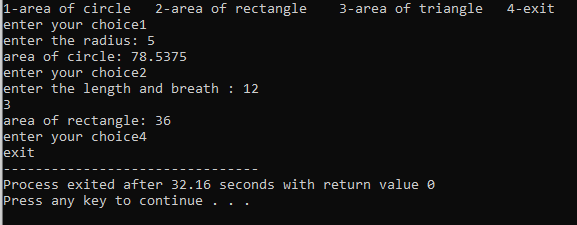 1-area of circle   2-area of rectangle    3-area of triangle   4-exit
enter your choice1
enter the radius: 5
area of circle: 78.5375
enter your choice2
enter the length and breath : 12
3
area of rectangle: 36
enter your choice4
exit
--------------------------------
Process exited after 32.16 seconds with return value 0
Press any key to continue . . .